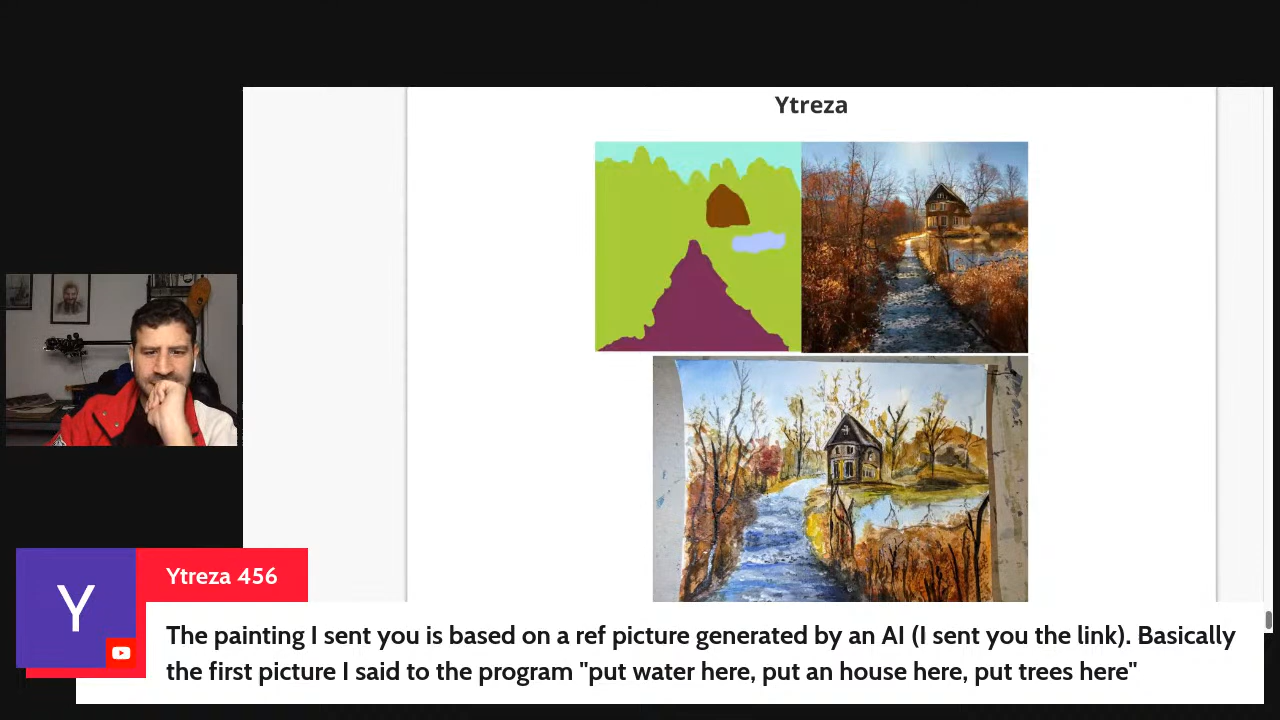 Ytreza
Y
Ytreza 456
The painting I sent you is based on a ref picture generated by an AI (I sent you the link). Basically
the first picture I said to the program "put water here, put an house here, put trees here"